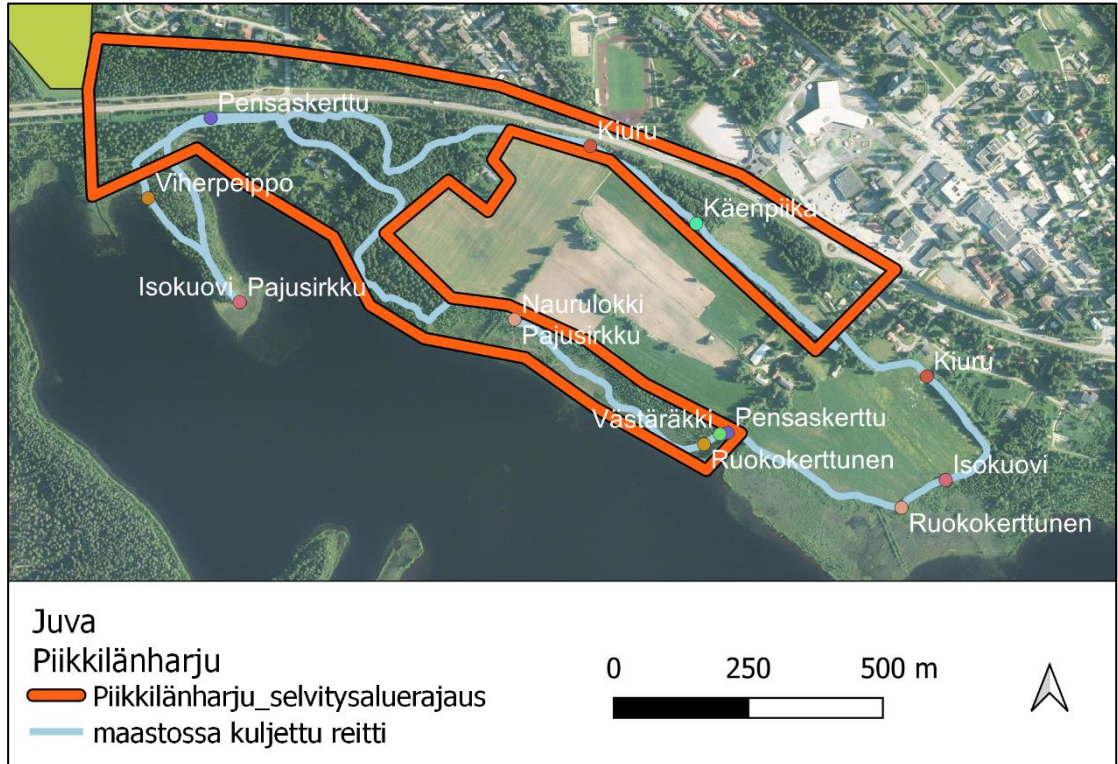 Pensaskerttu
Kiuru
Viherpeippo
Käenpiika
Isokuovi
Pajusirkku
Naurulokki
Pajusirkku
Kiuru
Västäräkki
Pensaskerttu
Ruokokerttunen
Isokuovi
Ruokokerttunen
Juva
Piikkilänharju
Piikkilänharju_selvitysaluerajaus
maastossa kuljettu reitti
0 250 500 m